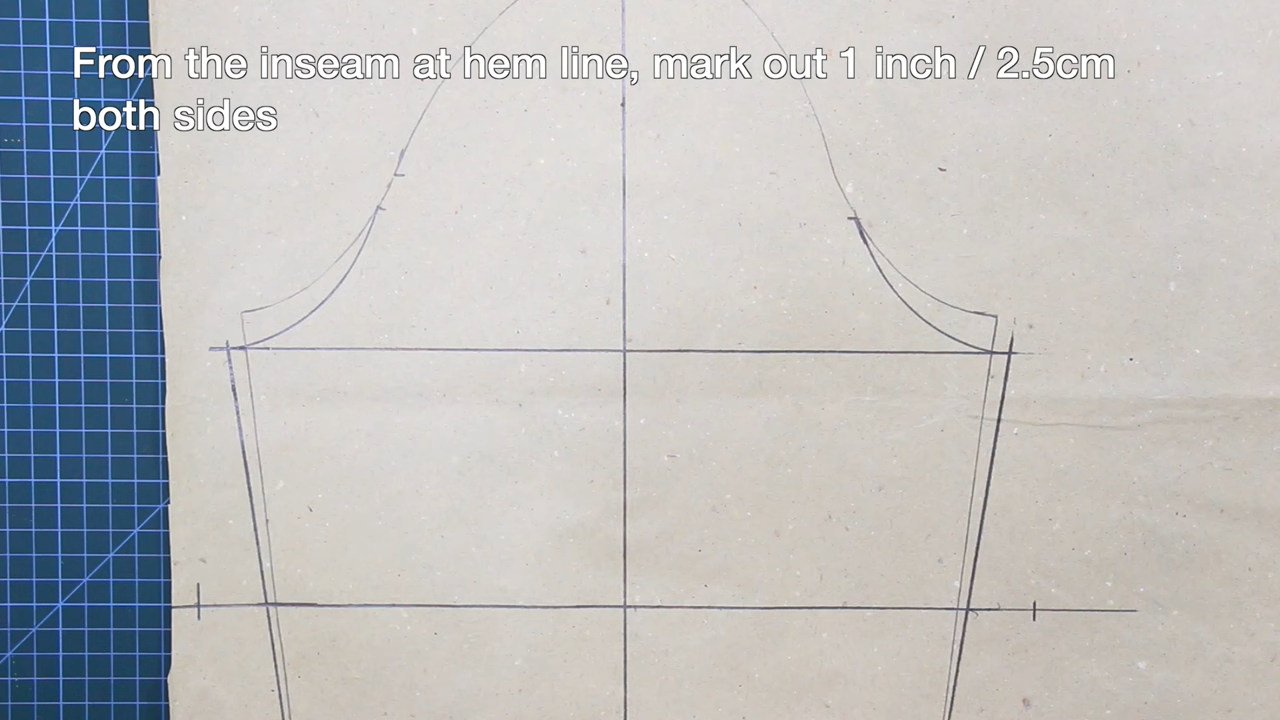 From the inseam at hem line, mark out 1 inch / 2.5cm
both sides